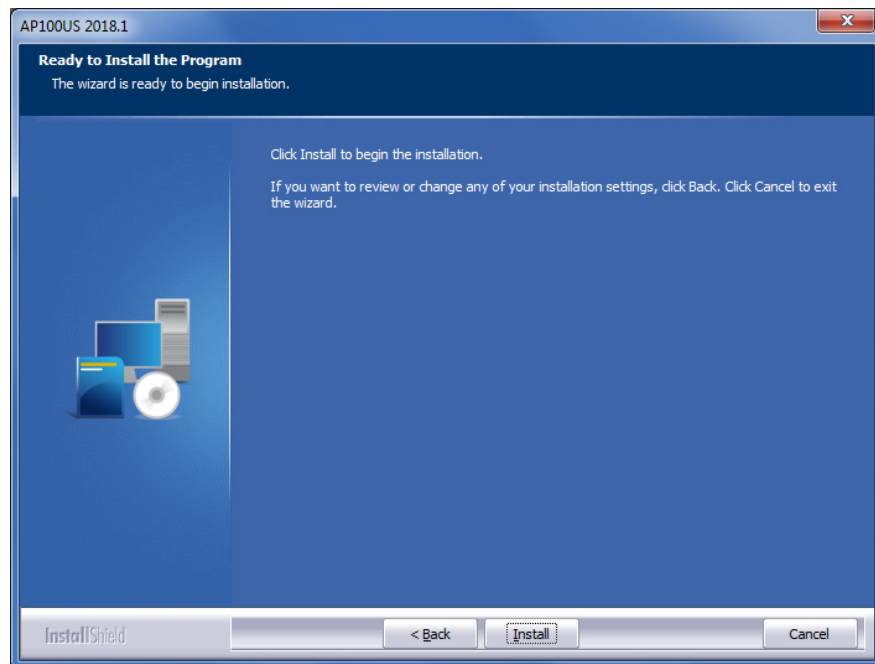 AP100US 2018.1
Ready to Install the Program
The wizard is ready to begin installation.
Click Install to begin the installation.
If you want to review or change any of your installation settings, click Back. Click Cancel to exit
the wizard.
InstallShield
< Back
Install
Cancel